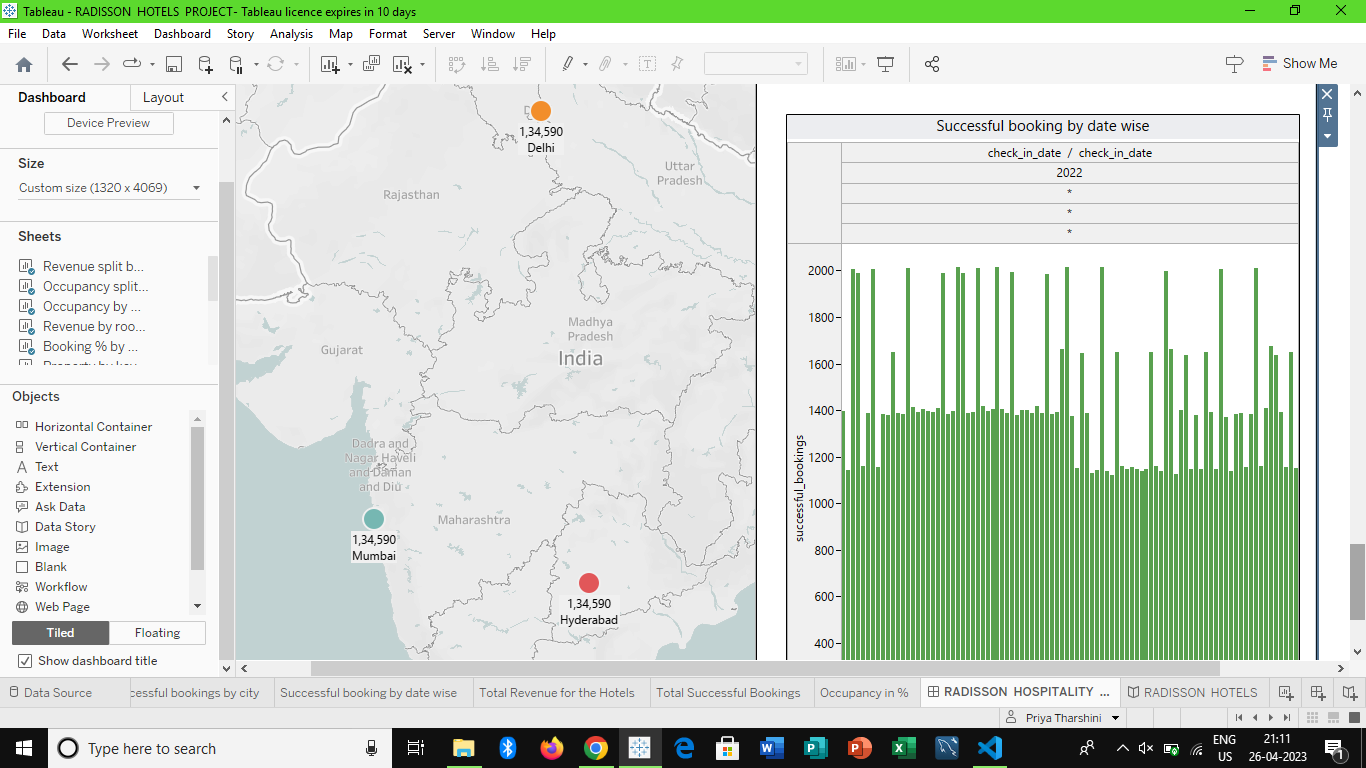 Tableau - RADISSON HOTELS PROJECT- Tableau licence expires in 10 days
File Data Worksheet Dashboard Story Analysis Map Format Server Window Help
Show Me
Dashboard Layout
Device Preview
Size
Custom size (1320 x 4069)
Sheets
Revenue split b...
Occupancy split...
Occupancy by ...
Revenue by roo...
Booking % by ...
Objects
Horizontal Container
Vertical Container
Text
Extension
Ask Data
Data Story
Image
Blank
Workflow
Web Page
Tiled Floating
Show dashboard title
1,34,590
Delhi
Uttar
Pradesh
Rajasthan
Madhya
Pradesh
India
Gujarat
Dadra and
Nagar Haveli
and Daman
and Diu
Maharashtra
1,34,590
Mumbai
1,34,590
Hyderabad
Successful booking by date wise
check_in_date / check_in_date
2022
*
*
*
successful_bookings
2000
1800
1600
1400
1200
1000
800
600
400
Data Source
cessful bookings by city
Successful booking by date wise
Total Revenue for the Hotels
Total Successful Bookings
Occupancy in %
RADISSON HOSPITALITY ...
RADISSON HOTELS
Priya Tharshini
Type here to search
ENG
US
21:11
26-04-2023
1